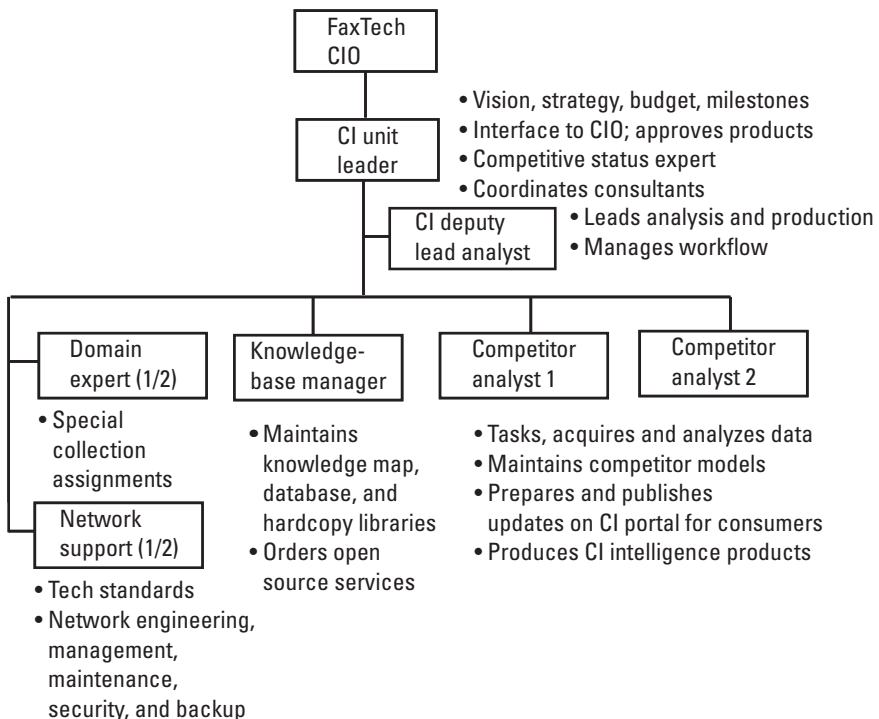 FaxTech
CIO
CI unit
leader
• Vision, strategy, budget, milestones
• Interface to CIO; approves products
• Competitive status expert
• Coordinates consultants
CI deputy
lead analyst
• Leads analysis and production
• Manages workflow
Domain
expert (1/2)
• Special
collection
assignments
Network
support (1/2)
• Tech standards
• Network engineering,
management,
maintenance,
security, and backup
Knowledge-
base manager
• Maintains
knowledge map,
database, and
hardcopy libraries
• Orders open
source services
Competitor
analyst 1
Competitor
analyst 2
• Tasks, acquires and analyzes data
• Maintains competitor models
• Prepares and publishes
updates on CI portal for consumers
• Produces CI intelligence products